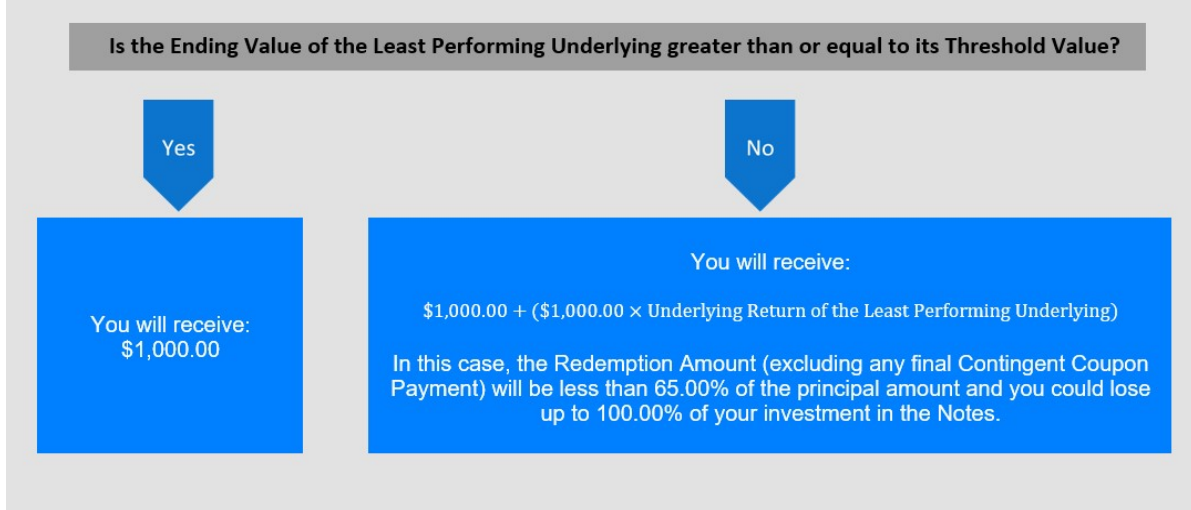 Is the Ending Value of the Least Performing Underlying greater than or equal to its Threshold Value?
Yes
No
You will receive:
$1,000.00
You will receive:
$1,000.00 + ($1,000.00 × Underlying Return of the Least Performing Underlying)
In this case, the Redemption Amount (excluding any final Contingent Coupon
Payment) will be less than 65.00% of the principal amount and you could lose
up to 100.00% of your investment in the Notes.